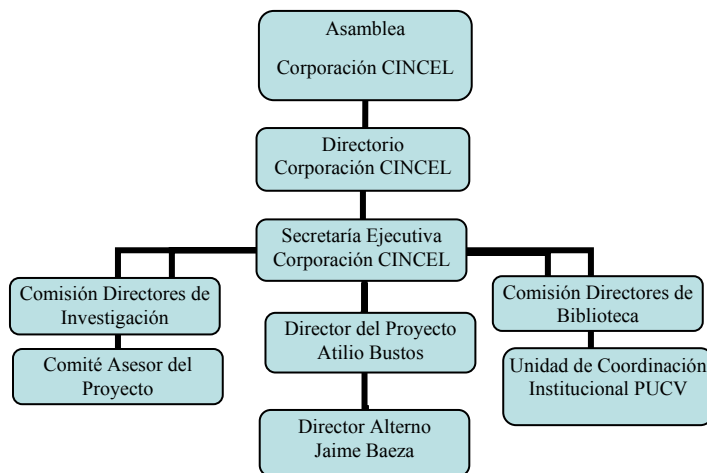 Asamblea
Corporación CINCEL
Directorio
Corporación CINCEL
Secretaría Ejecutiva
Corporación CINCEL
Comisión Directores de
Investigación
Comité Asesor del
Proyecto
Director del Proyecto
Atilio Bustos
Director Alterno
Jaime Baeza
Comisión Directores de
Biblioteca
Unidad de Coordinación
Institucional PUCV